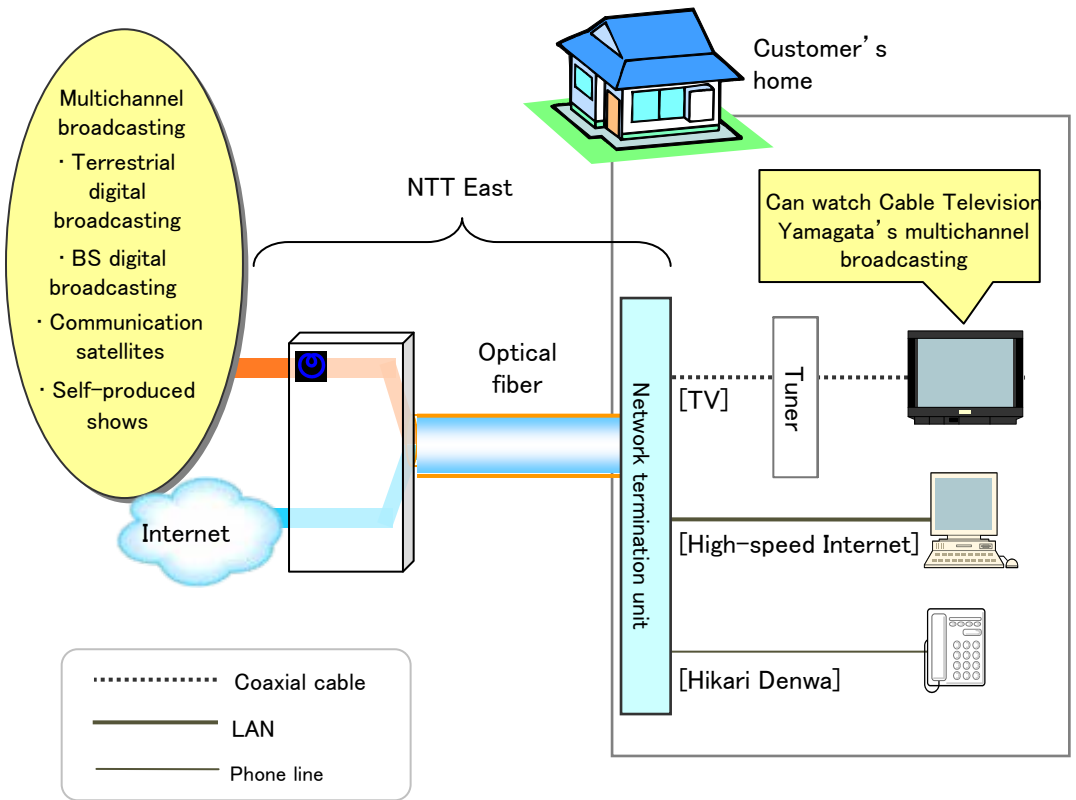 Multichannel
broadcasting
・Terrestrial
digital
broadcasting
・BS digital
broadcasting
・Communication
satellites
・Self-produced
shows
Internet
NTT East
Optical
fiber
Customer's
home
Can watch Cable Television
Yamagata's multichannel
broadcasting
Network termination unit
[TV]
Tuner
[High-speed Internet]
[Hikari Denwa]
Coaxial cable
LAN
Phone line